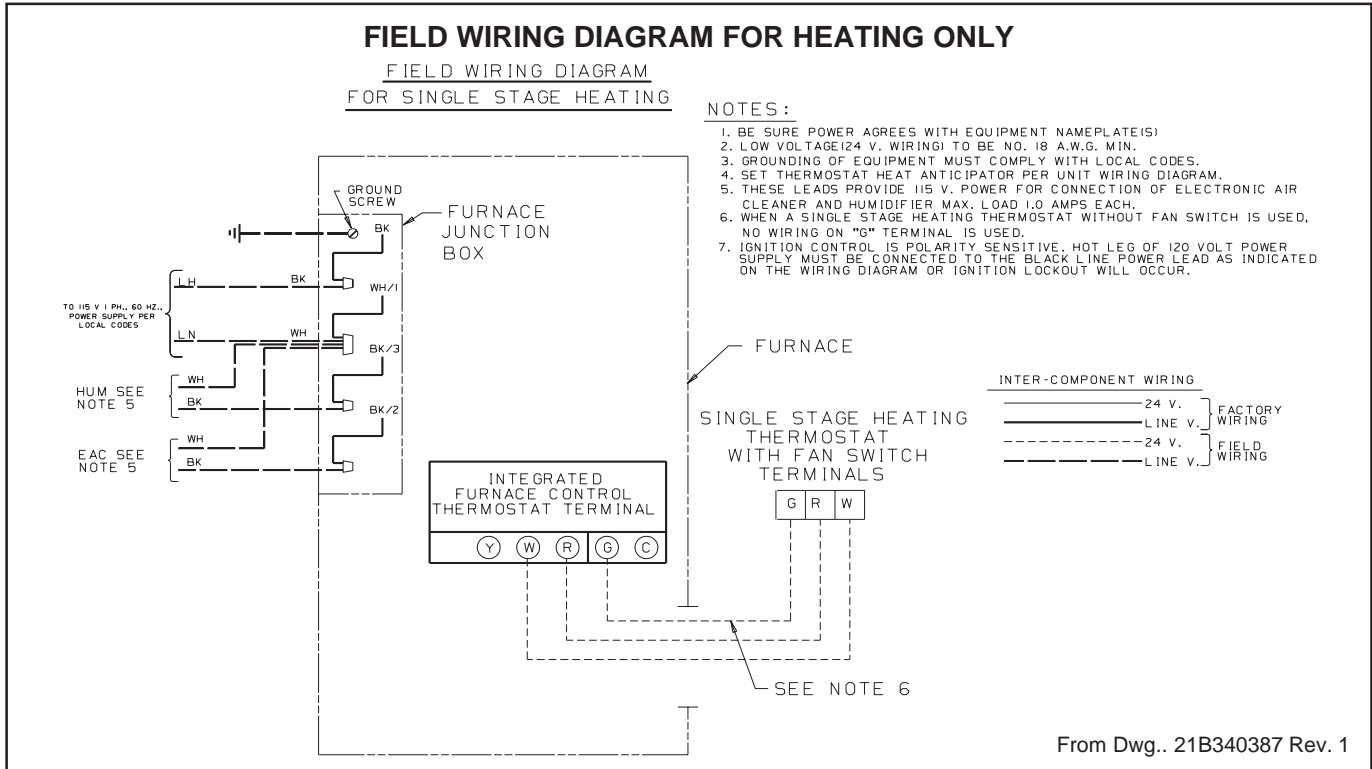 FIELD WIRING DIAGRAM FOR HEATING ONLY
FIELD WIRING DIAGRAM
FOR SINGLE STAGE HEATING
NOTES:
1. BE SURE POWER AGREES WITH EQUIPMENT NAMEPLATE(S)
2. LOW VOLTAGE(24 V. WIRING) TO BE NO. 18 A.W.G. MIN.
3. GROUNDING OF EQUIPMENT MUST COMPLY WITH LOCAL CODES.
4. SET THERMOSTAT HEAT ANTICIPATOR PER UNIT WIRING DIAGRAM.
5. THESE LEADS PROVIDE 115 V. POWER FOR CONNECTION OF ELECTRONIC AIR
CLEANER AND HUMIDIFIER MAX. LOAD 1.0 AMPS EACH.
6. WHEN A SINGLE STAGE HEATING THERMOSTAT WITHOUT FAN SWITCH IS USED,
NO WIRING ON "G" TERMINAL IS USED.
7. IGNITION CONTROL IS POLARITY SENSITIVE. HOT LEG OF 120 VOLT POWER
SUPPLY MUST BE CONNECTED TO THE BLACK LINE POWER LEAD AS INDICATED
ON THE WIRING DIAGRAM OR IGNITION LOCKOUT WILL OCCUR.
GROUND
SCREW
BK
FURNACE
JUNCTION
BOX
LH
BK
WH/1
TO 115 V 1 PH., 60 HZ.,
POWER SUPPLY PER
LOCAL CODES
LN
WH
BK/3
HUM SEE
NOTE 5
WH
BK
BK/2
EAC SEE
NOTE 5
WH
BK
FURNACE
INTER-COMPONENT WIRING
24 V.
LINE V.
FACTORY
WIRING
24 V.
LINE V.
FIELD
WIRING
SINGLE STAGE HEATING
THERMOSTAT
WITH FAN SWITCH
TERMINALS
G R W
INTEGRATED
FURNACE CONTROL
THERMOSTAT TERMINAL
Y W R G C
SEE NOTE 6
From Dwg.. 21B340387 Rev. 1